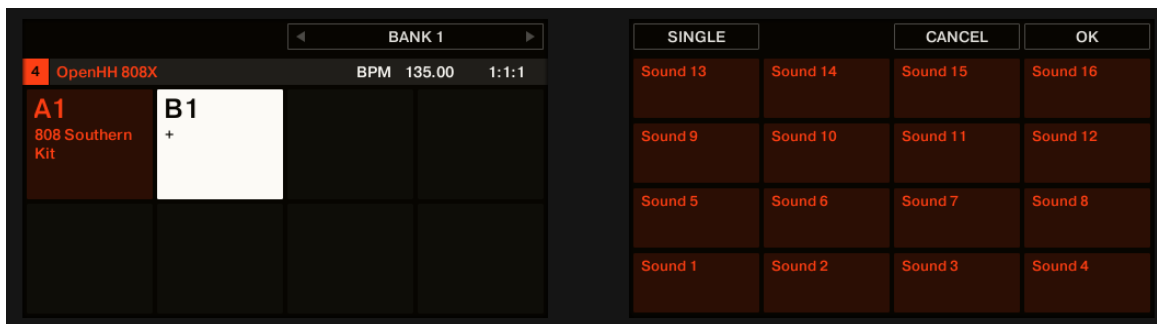 BANK 1
4 OpenHH 808X BPM 135.00 1:1:1
A1 B1
808 Southern +
Kit
SINGLE CANCEL OK
Sound 13 Sound 14 Sound 15 Sound 16
Sound 9 Sound 10 Sound 11 Sound 12
Sound 5 Sound 6 Sound 7 Sound 8
Sound 1 Sound 2 Sound 3 Sound 4